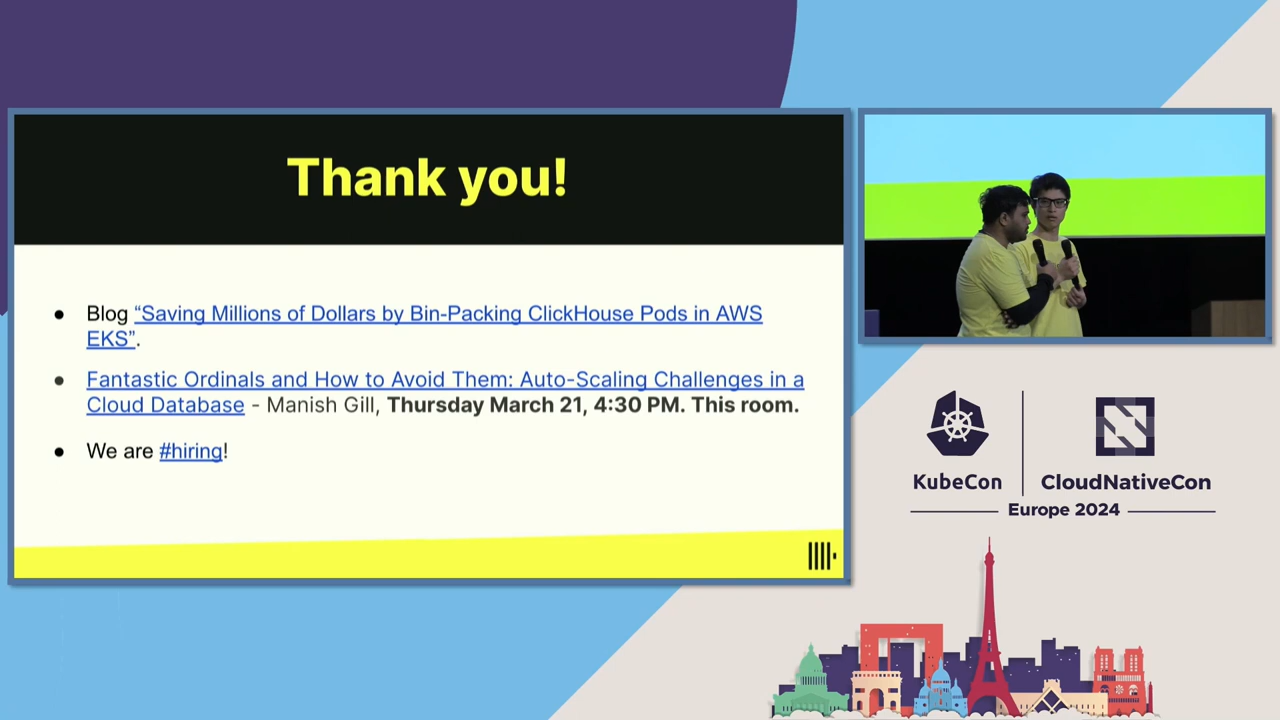 Thank you!
● Blog “Saving Millions of Dollars by Bin-Packing ClickHouse Pods in AWS
EKS”.
● Fantastic Ordinals and How to Avoid Them: Auto-Scaling Challenges in a
Cloud Database - Manish Gill, Thursday March 21, 4:30 PM. This room.
● We are #hiring!
KubeCon
CloudNativeCon
Europe 2024